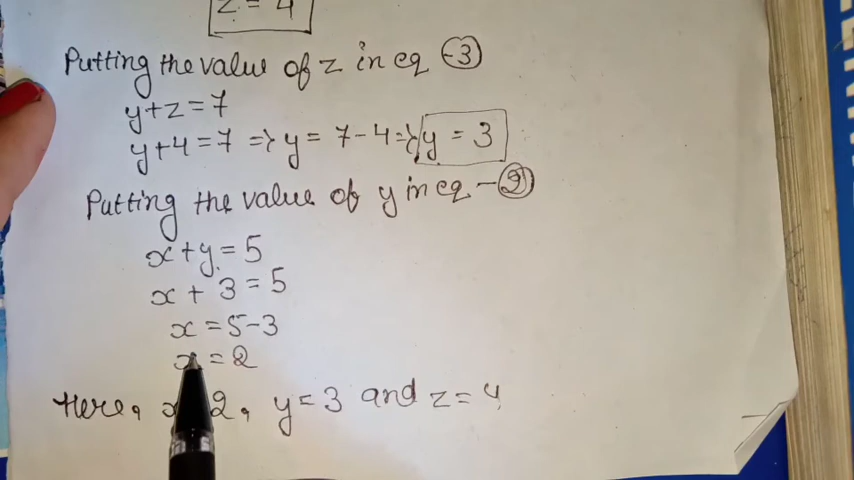 z = 4
Putting the value of z in eq -3
y+z=7
y+4=7 => y = 7-4=> y = 3
Putting the value of y in eq - 2
x+y=5
x + 3 = 5
x = 5-3
x = 2
Here, x 2, y=3 and z=4